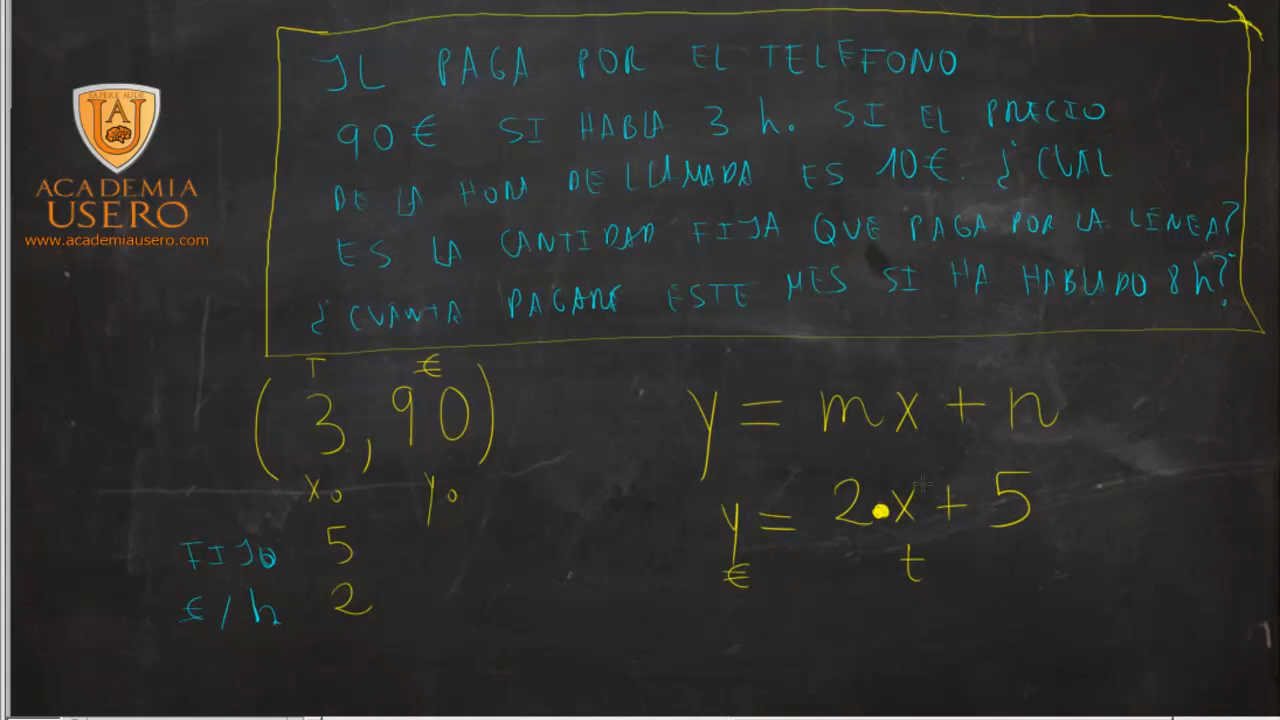 SAPERE AUDE
UA
ACADEMIA
USERO
www.academiausero.com
JL PAGA POR EL TELEFONO
90€ SI HABLA 3 h. SI EL PRECIO
DE LA HORA DE LLAMADA ES 10€. ¿CUAL
ES LA CANTIDAD FIJA QUE PAGA POR LA LINEA?
¿CUANTA PAGARE ESTE MES SI HA HABLADO 8 h?
T €
(3, 90)
x0 y0
FIJO 5
€/h 2
y = mx + n
y = 2•x + 5
€ t